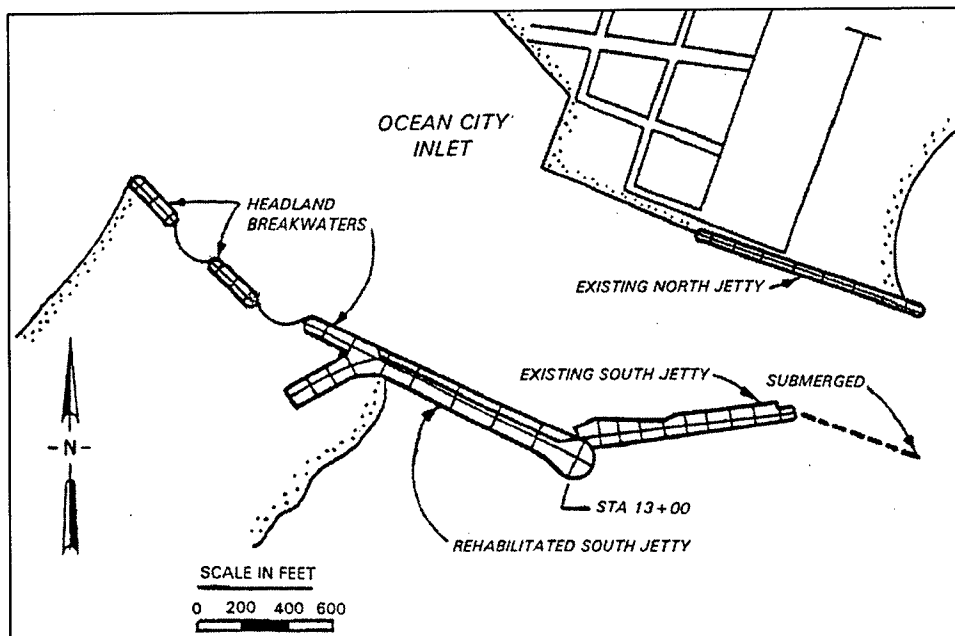 OCEAN CITY
INLET
HEADLAND
BREAKWATERS
EXISTING NORTH JETTY
EXISTING SOUTH JETTY
SUBMERGED
-N-
STA 13+00
REHABILITATED SOUTH JETTY
SCALE IN FEET
0 200 400 600